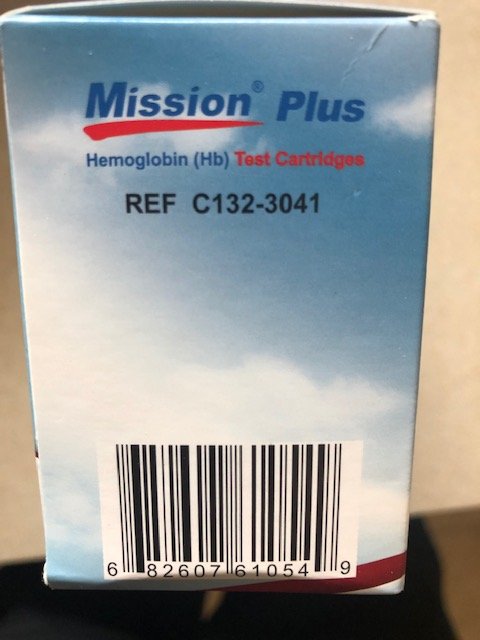 Mission® Plus
Hemoglobin (Hb) Test Cartridges
REF C132-3041
6 82607 61054 9